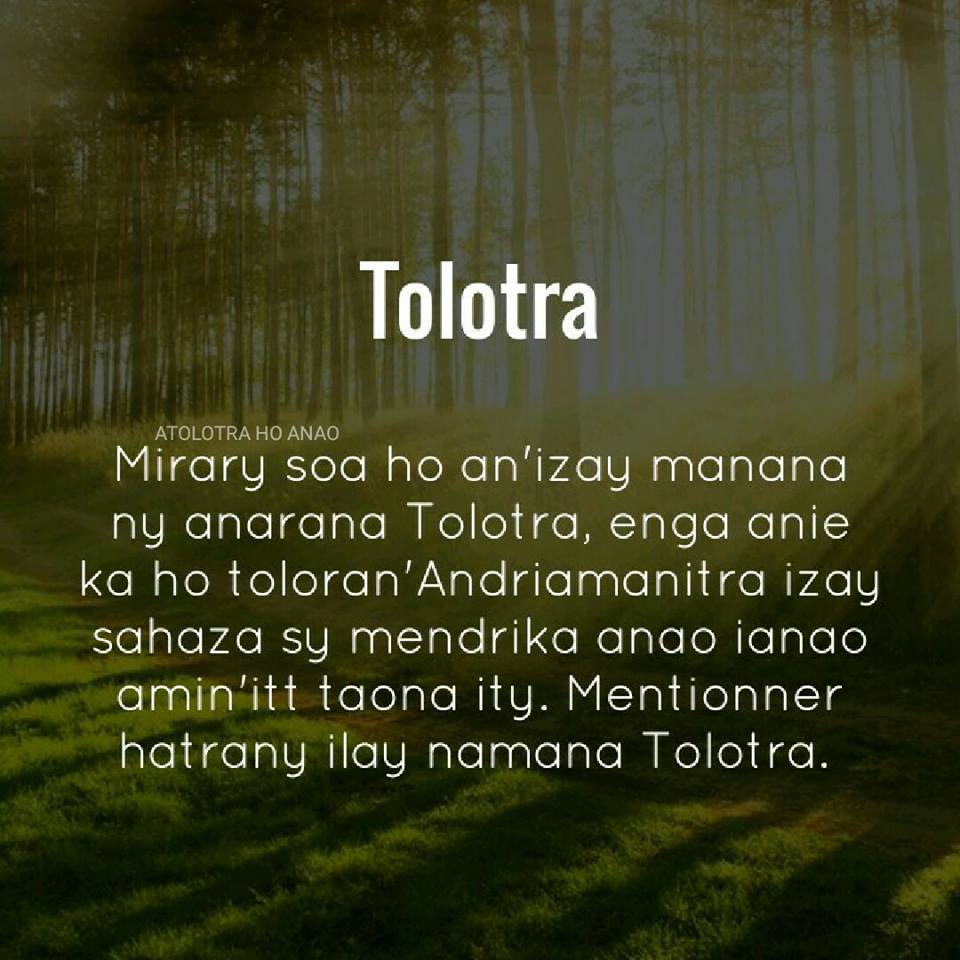 Tolotra
ATOLOTRA HO ANAO
Mirary soa ho an'izay manana
ny anarana Tolotra, enga anie
ka ho toloran'Andriamanitra izay
sahaza sy mendrika anao ianao
amin'itt taona ity. Mentionner
hatrany ilay namana Tolotra.